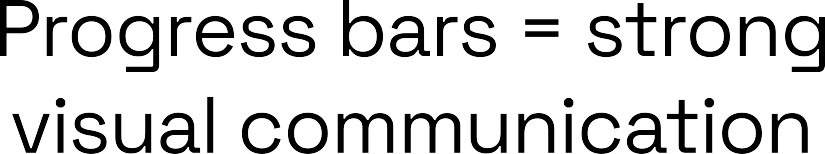 Progress bars = strong
visual communication